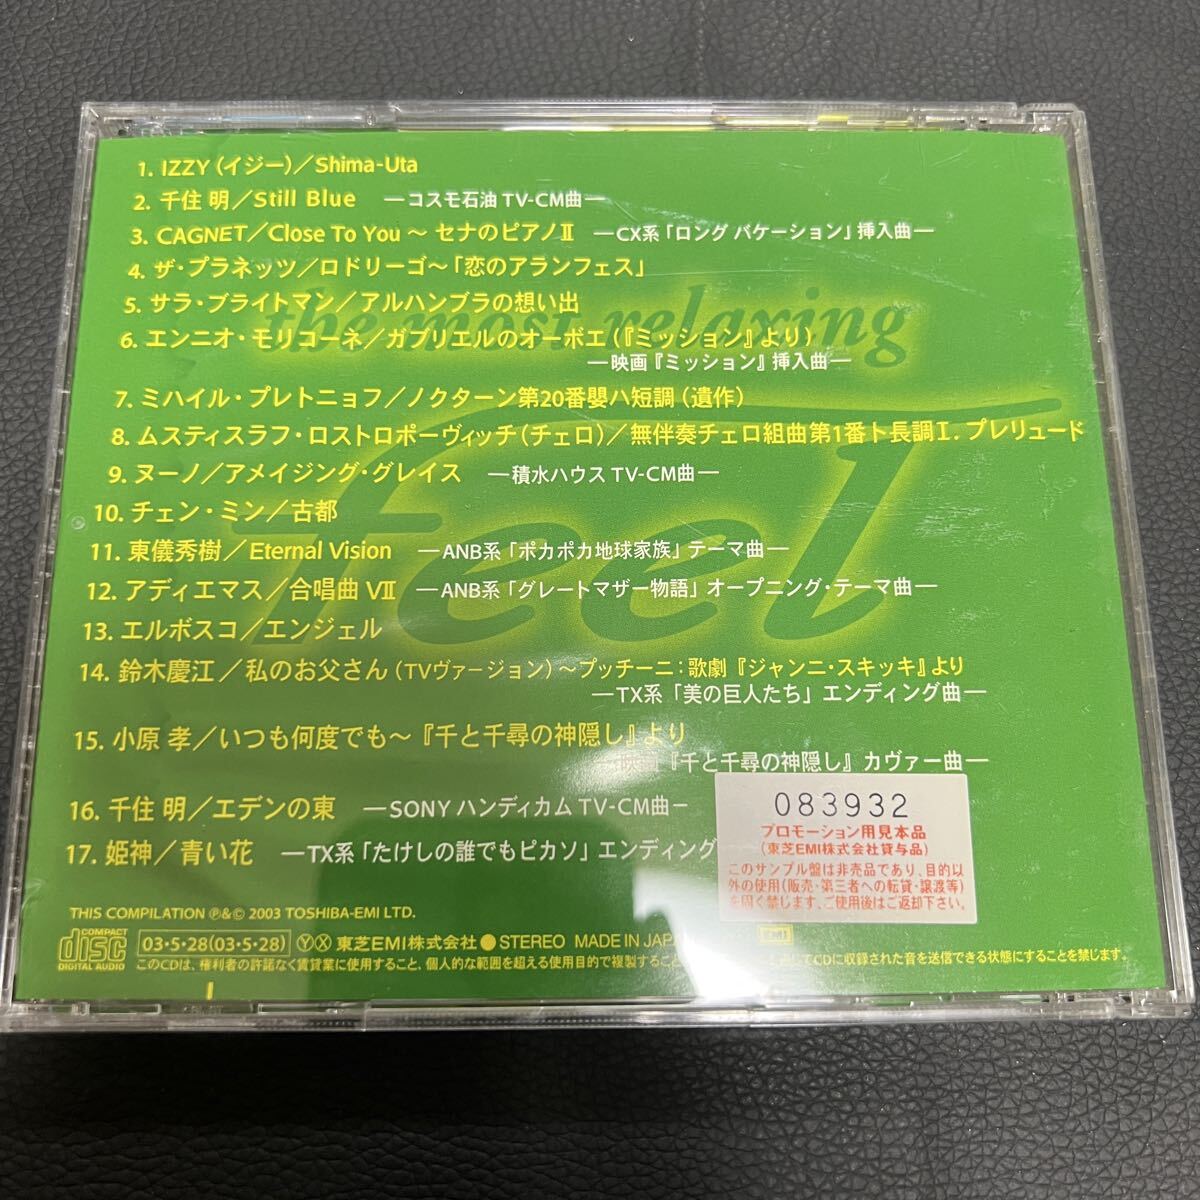 the most relaxing
feel
1. IZZY(イジー)/Shima-Uta
2. 千住 明/Still Blue —コスモ石油 TV-CM曲—
3. CAGNET/Close To You ～ セナのピアノⅡ —CX系「ロング バケーション」挿入曲—
4. ザ・プラネッツ/ロドリーゴ～「恋のアランフェス」
5. サラ・ブライトマン/アルハンブラの想い出
6. エンニオ・モリコーネ/ガブリエルのオーボエ(『ミッション』より)
—映画『ミッション』挿入曲—
7. ミハイル・プレトニョフ/ノクターン第20番嬰ハ短調(遺作)
8. ムスティスラフ・ロストロポーヴィッチ(チェロ)/無伴奏チェロ組曲第1番ト長調Ⅰ. プレリュード
9. ヌーノ/アメイジング・グレイス —積水ハウス TV-CM曲—
10. チェン・ミン/古都
11. 東儀秀樹/Eternal Vision —ANB系「ポカポカ地球家族」テーマ曲—
12. アディエマス/合唱曲 Ⅶ —ANB系「グレートマザー物語」オープニング・テーマ曲—
13. エルボスコ/エンジェル
14. 鈴木慶江/私のお父さん(TVヴァージョン)～プッチーニ:歌劇『ジャンニ・スキッキ』より
—TX系「美の巨人たち」エンディング曲—
15. 小原 孝/いつも何度でも～『千と千尋の神隠し』より
—映画『千と千尋の神隠し』カヴァー曲—
16. 千住 明/エデンの東 —SONY ハンディカム TV-CM曲—
17. 姫神/青い花 —TX系「たけしの誰でもピカソ」エンディング
083932
プロモーション用見本品
(東芝EMI株式会社貸与品)
このサンプル盤は非売品であり、目的以
外の使用(販売・第三者への転貸・譲渡等)
を固く禁じます。ご使用後はご返却下さい。
THIS COMPILATION ℗&© 2003 TOSHIBA-EMI LTD.
COMPACT disc DIGITAL AUDIO 03・5・28(03・5・28) Ⓨ Ⓧ 東芝EMI株式会社 ●STEREO MADE IN JAPA EMI
このCDは、権利者の許諾なく賃貸業に使用すること、個人的な範囲を超える使用目的で複製すること CDに収録された音を送信できる状態にすることを禁じます。